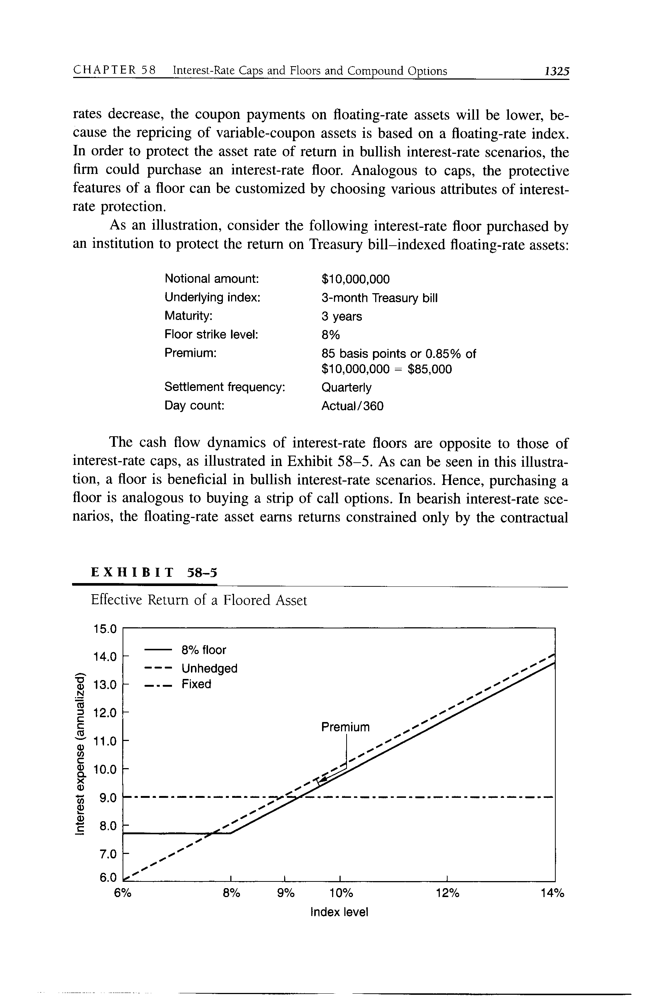 CHAPTER 58 Interest-Rate Caps and Floors and Compound Options 1325
rates decrease, the coupon payments on floating-rate assets will be lower, be-
cause the repricing of variable-coupon assets is based on a floating-rate index.
In order to protect the asset rate of return in bullish interest-rate scenarios, the
firm could purchase an interest-rate floor. Analogous to caps, the protective
features of a floor can be customized by choosing various attributes of interest-
rate protection.
As an illustration, consider the following interest-rate floor purchased by
an institution to protect the return on Treasury bill–indexed floating-rate assets:
Notional amount: $10,000,000
Underlying index: 3-month Treasury bill
Maturity: 3 years
Floor strike level: 8%
Premium: 85 basis points or 0.85% of
$10,000,000 = $85,000
Settlement frequency: Quarterly
Day count: Actual/360
The cash flow dynamics of interest-rate floors are opposite to those of
interest-rate caps, as illustrated in Exhibit 58–5. As can be seen in this illustra-
tion, a floor is beneficial in bullish interest-rate scenarios. Hence, purchasing a
floor is analogous to buying a strip of call options. In bearish interest-rate sce-
narios, the floating-rate asset earns returns constrained only by the contractual
EXHIBIT 58–5
Effective Return of a Floored Asset
Interest expense (annualized)
15.0
14.0
13.0
12.0
11.0
10.0
9.0
8.0
7.0
6.0
8% floor
Unhedged
Fixed
Premium
6% 8% 9% 10% 12% 14%
Index level